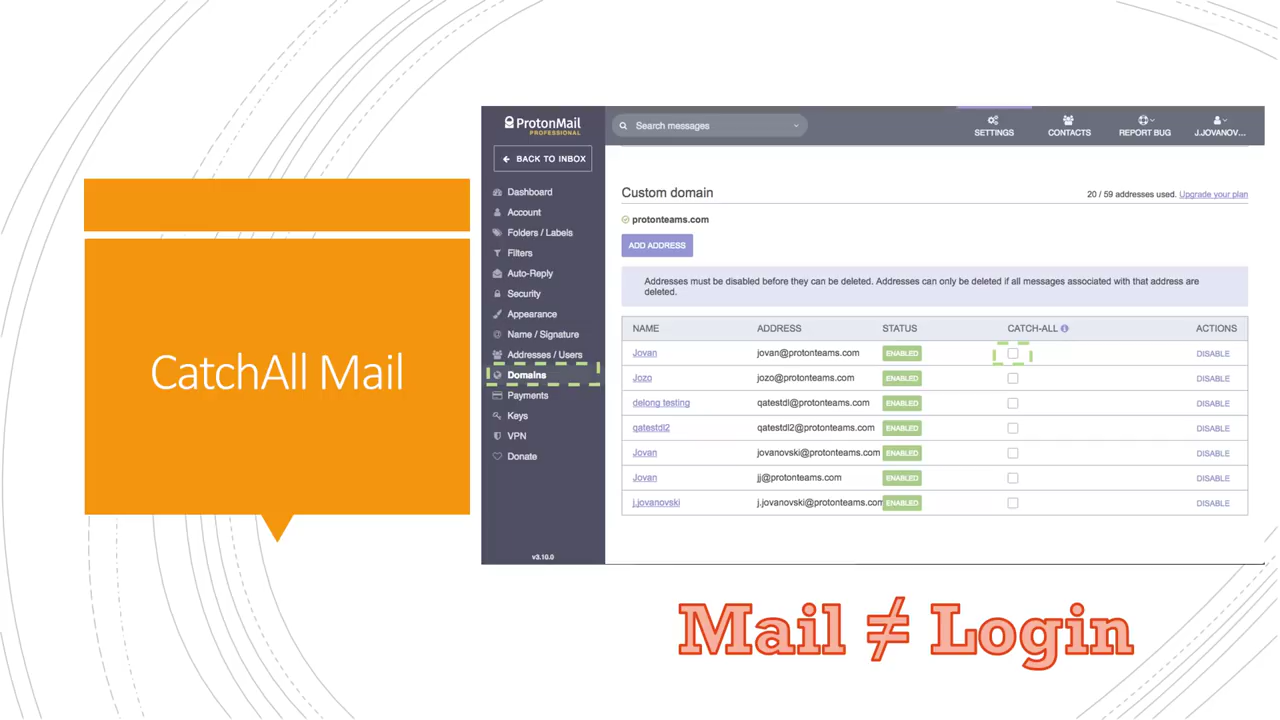 CatchAll Mail
ProtonMail
PROFESSIONAL
Search messages
SETTINGS
CONTACTS
REPORT BUG
J.JOVANOV...
BACK TO INBOX
Dashboard
Account
Folders / Labels
Filters
Auto-Reply
Security
Appearance
Name / Signature
Addresses / Users
Domains
Payments
Keys
VPN
Donate
v3.10.0
Custom domain
20 / 59 addresses used. Upgrade your plan
protonteams.com
ADD ADDRESS
Addresses must be disabled before they can be deleted. Addresses can only be deleted if all messages associated with that address are
deleted.
NAME ADDRESS STATUS CATCH-ALL ACTIONS
Jovan jovan@protonteams.com ENABLED DISABLE
Jozo jozo@protonteams.com ENABLED DISABLE
delong testing qatestdl@protonteams.com ENABLED DISABLE
qatestdl2 qatestdl2@protonteams.com ENABLED DISABLE
Jovan jovanovski@protonteams.com ENABLED DISABLE
Jovan jj@protonteams.com ENABLED DISABLE
j.jovanovski j.jovanovski@protonteams.com ENABLED DISABLE
Mail ≠ Login